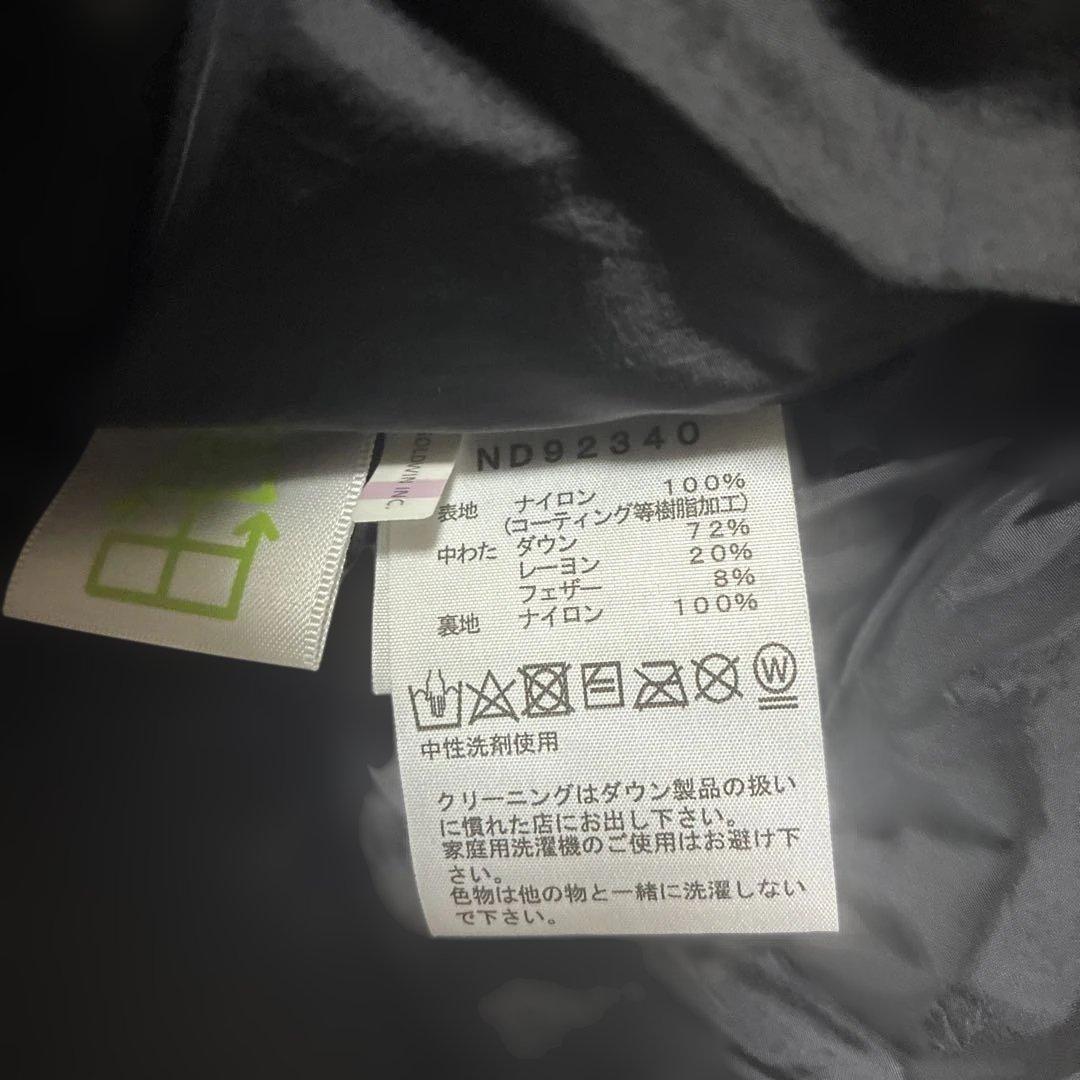 GOLDWIN INC.
ND92340
表地 ナイロン 100%
(コーティング等樹脂加工)
中わた ダウン 72%
レーヨン 20%
フェザー 8%
裏地 ナイロン 100%
W
中性洗剤使用
クリーニングはダウン製品の扱い
に慣れた店にお出し下さい。
家庭用洗濯機のご使用はお避け下
さい。
色物は他の物と一緒に洗濯しない
で下さい。